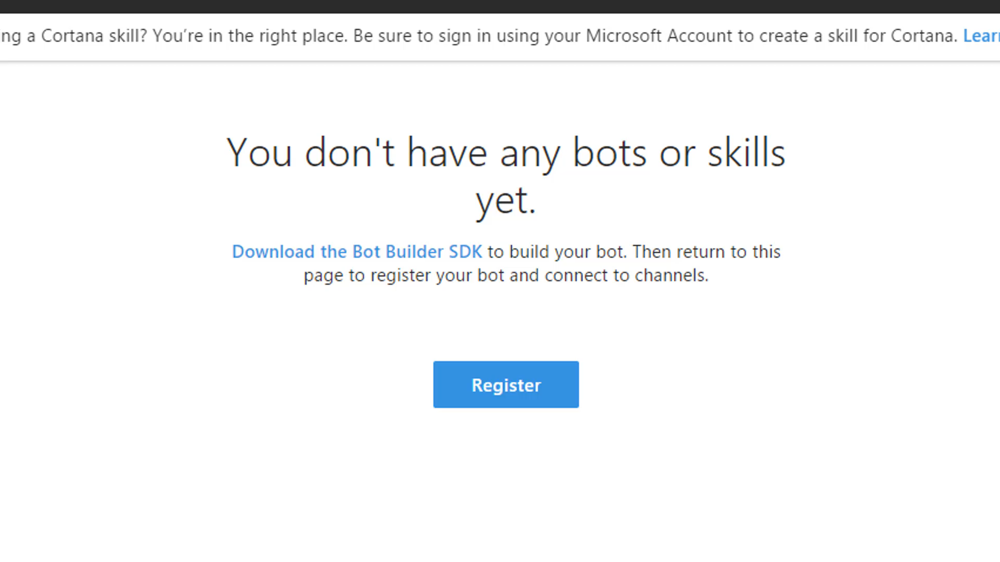 ing a Cortana skill? You’re in the right place. Be sure to sign in using your Microsoft Account to create a skill for Cortana. Lear
You don't have any bots or skills
yet.
Download the Bot Builder SDK to build your bot. Then return to this
page to register your bot and connect to channels.
Register